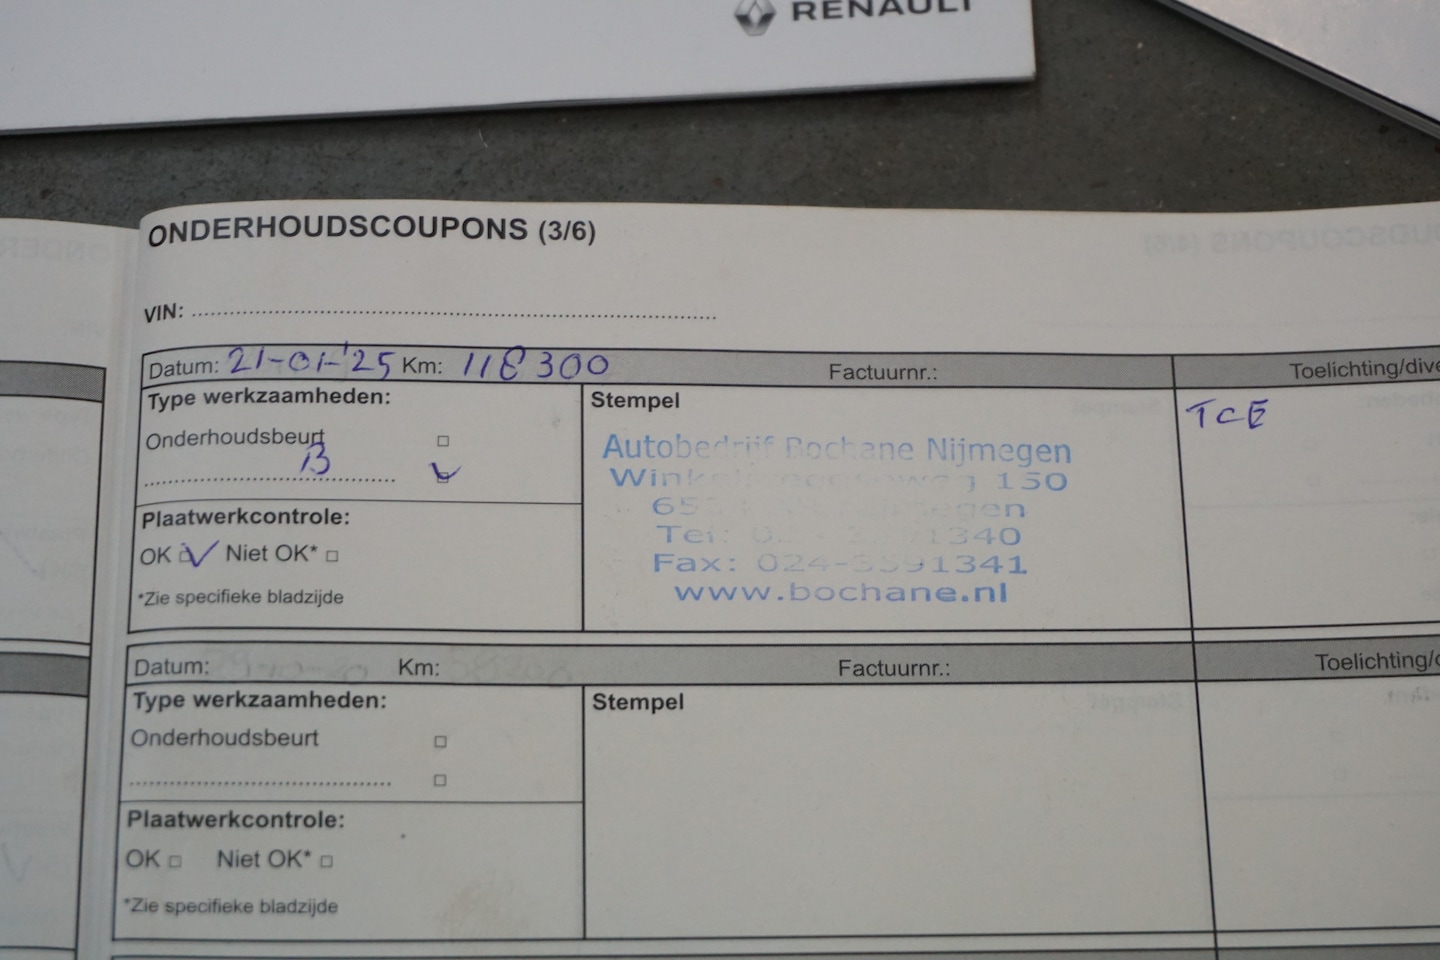 RENAULT
ONDERHOUDSCOUPONS (3/6)
VIN:
Datum: 21-01-'25 Km: 118300 Factuurnr.: Toelichting/dive
Type werkzaamheden:
Stempel
TCE
Onderhoudsbeurt
B
Autobedrijf Bochane Nijmegen
150
Plaatwerkcontrole:
Tel: 1340
OK Niet OK*
Fax: 024-3591341
*Zie specifieke bladzijde
www.bochane.nl
Datum: Km: Factuurnr.: Toelichting/
Type werkzaamheden:
Stempel
Onderhoudsbeurt
Plaatwerkcontrole:
OK Niet OK*
*Zie specifieke bladzijde